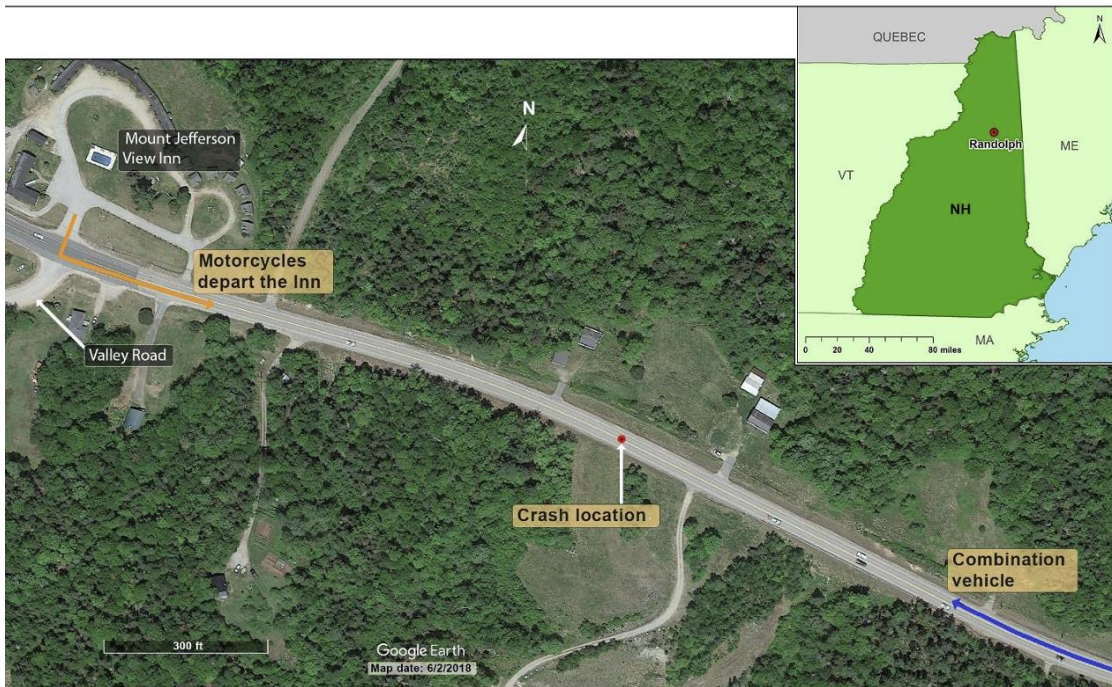 QUEBEC
N
Randolph
ME
VT
NH
MA
0 20 40 80 miles
N
Mount Jefferson
View Inn
Motorcycles
depart the Inn
Valley Road
Crash location
Combination
vehicle
300 ft
Google Earth
Map date: 6/2/2018